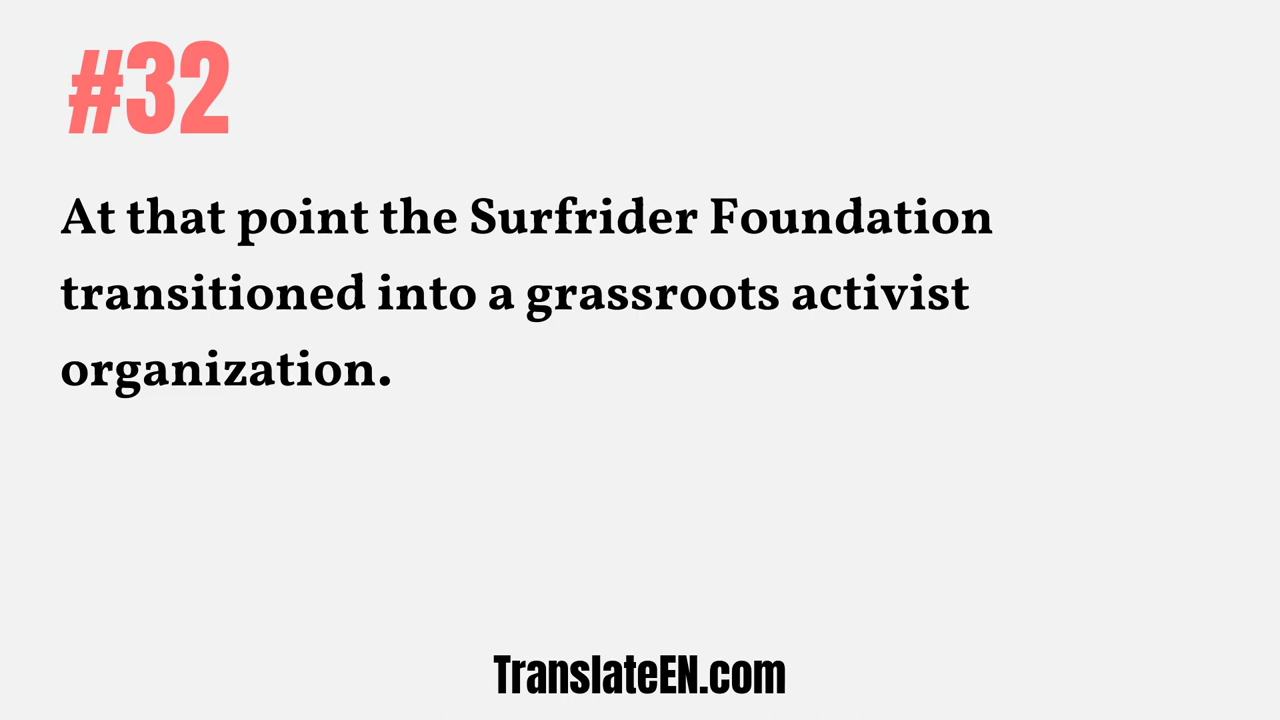 #32
At that point the Surfrider Foundation
transitioned into a grassroots activist
organization.
TranslateEN.com